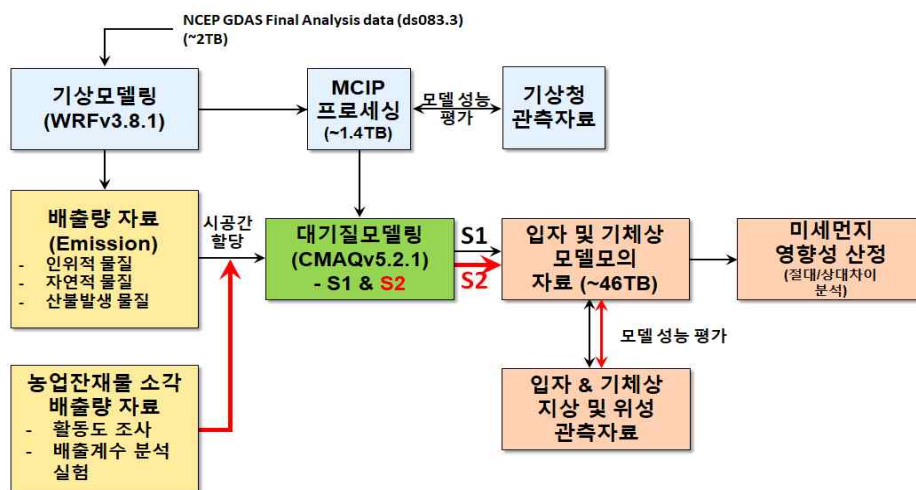 NCEP GDAS Final Analysis data (ds083.3)
(~2TB)
기상모델링
(WRFv3.8.1)
MCIP
프로세싱
(~1.4TB)
모델 성능
평가
기상청
관측자료
배출량 자료
(Emission)
- 인위적 물질
- 자연적 물질
- 산불발생 물질
시공간
할당
대기질모델링
(CMAQv5.2.1)
- S1 & S2
S1
S2
입자 및 기체상
모델모의
자료 (~46TB)
미세먼지
영향성 산정
(절대/상대차이
분석)
모델 성능 평가
농업잔재물 소각
배출량 자료
- 활동도 조사
- 배출계수 분석
실험
입자 & 기체상
지상 및 위성
관측자료